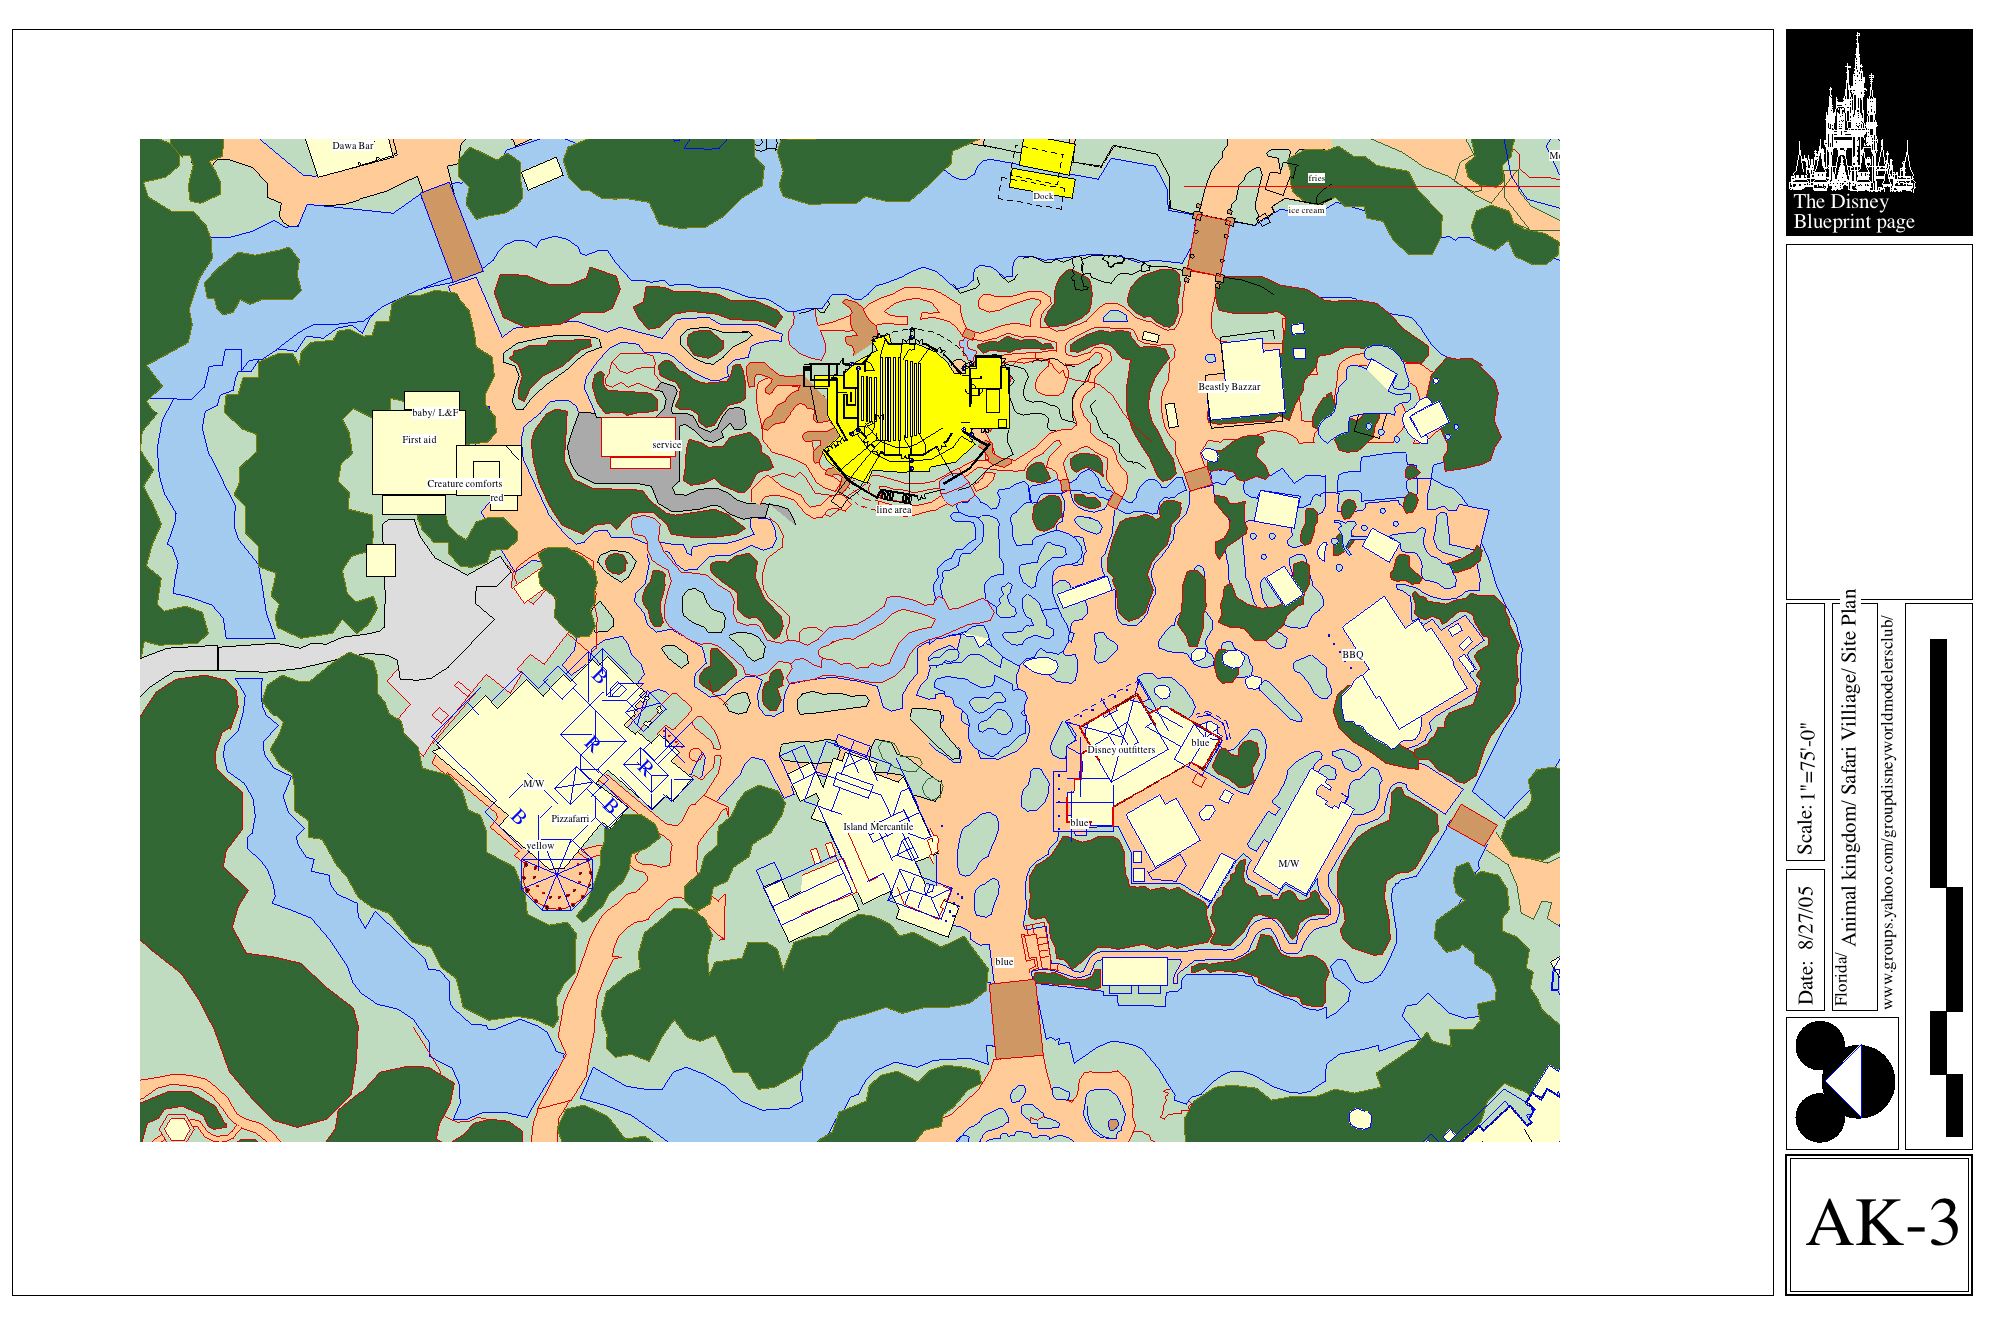 Dawa Bar
Dock
fries
ice cream
Beastly Bazzar
baby/ L&F
First aid
service
Creature comforts
red
line area
BBQ
B
R
R
B
B
M/W
Pizzafarri
yellow
Disney outfitters
blue
blue
Island Mercantile
M/W
blue
The Disney
Blueprint page
Scale: 1"=75'-0"
Date: 8/27/05
Florida/
Animal kingdom/ Safari Villiage/ Site Plan
www.groups.yahoo.com/groupdisneyworldmodelersclub/
AK-3